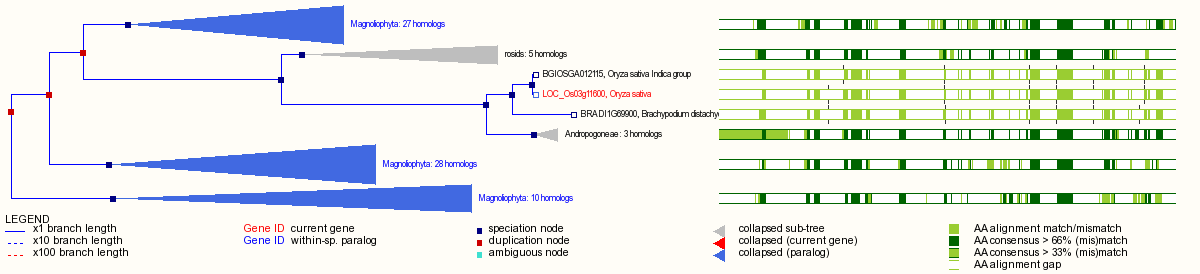 Magnoliophyta: 27 homologs
rosids: 5 homologs
BGIOSGA012115, Oryza sativa Indica group
LOC_Os03g11600, Oryza sativa
BRADI1G69900, Brachypodium distachy
Andropogoneae: 3 homologs
Magnoliophyta: 28 homologs
Magnoliophyta: 10 homologs
LEGEND
x1 branch length
x10 branch length
x100 branch length
Gene ID current gene
Gene ID within-sp. paralog
speciation node
duplication node
ambiguous node
collapsed sub-tree
collapsed (current gene)
collapsed (paralog)
AA alignment match/mismatch
AA consensus > 66% (mis)match
AA consensus > 33% (mis)match
AA alignment gap